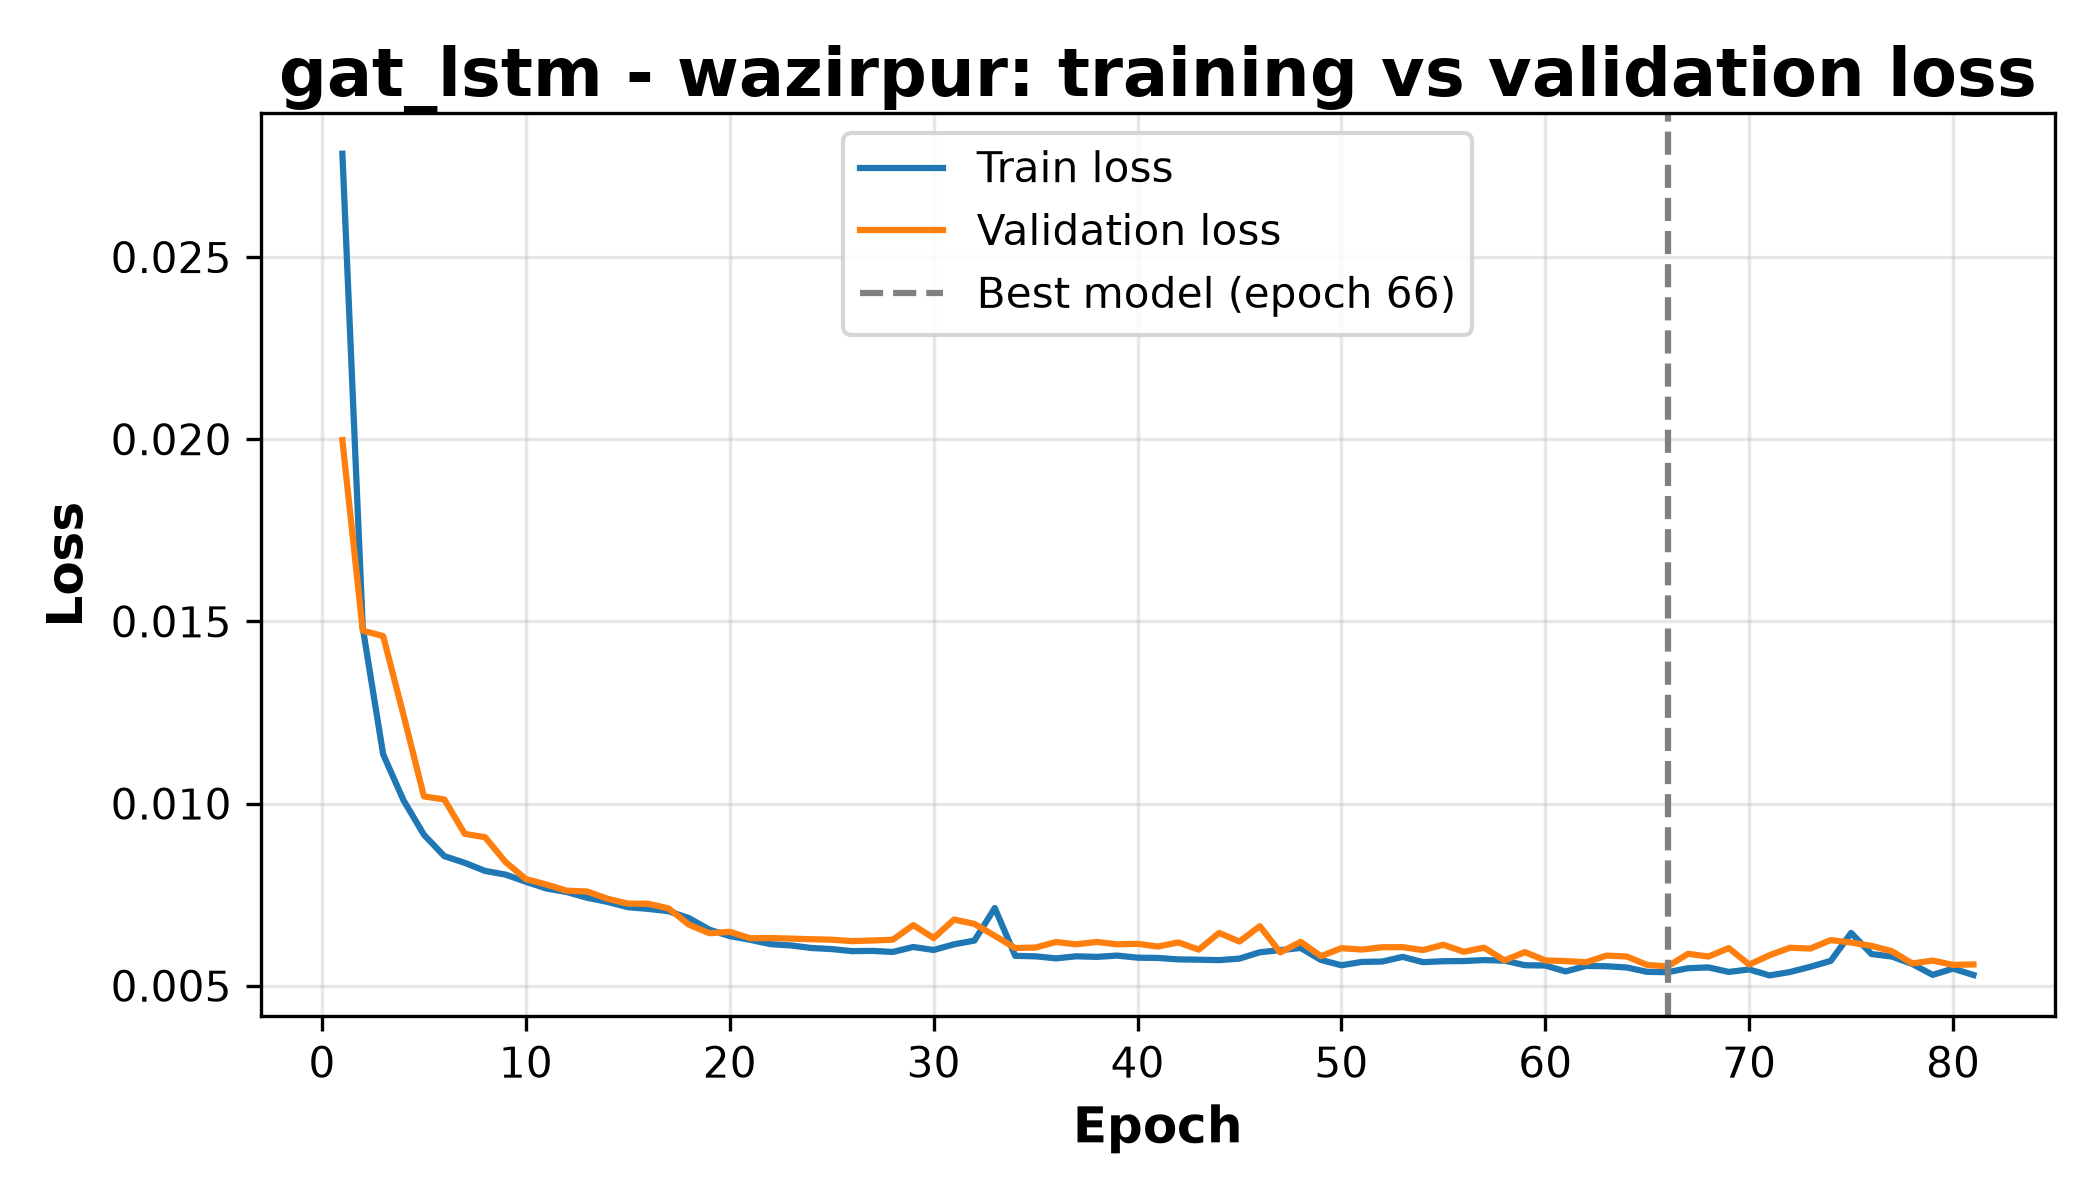 gat_lstm - wazirpur: training vs validation loss
Train loss
Validation loss
Best model (epoch 66)
0.025
0.020
0.015
0.010
0.005
Loss
0 10 20 30 40 50 60 70 80
Epoch